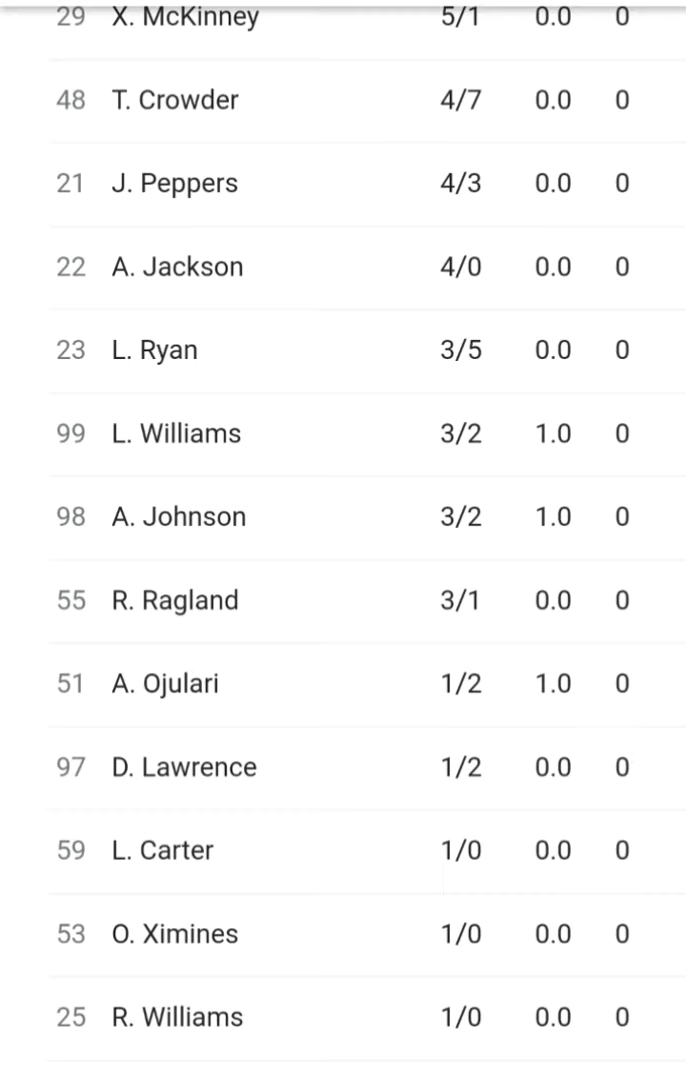 29 X. McKinney 5/1 0.0 0
48 T. Crowder 4/7 0.0 0
21 J. Peppers 4/3 0.0 0
22 A. Jackson 4/0 0.0 0
23 L. Ryan 3/5 0.0 0
99 L. Williams 3/2 1.0 0
98 A. Johnson 3/2 1.0 0
55 R. Ragland 3/1 0.0 0
51 A. Ojulari 1/2 1.0 0
97 D. Lawrence 1/2 0.0 0
59 L. Carter 1/0 0.0 0
53 O. Ximines 1/0 0.0 0
25 R. Williams 1/0 0.0 0